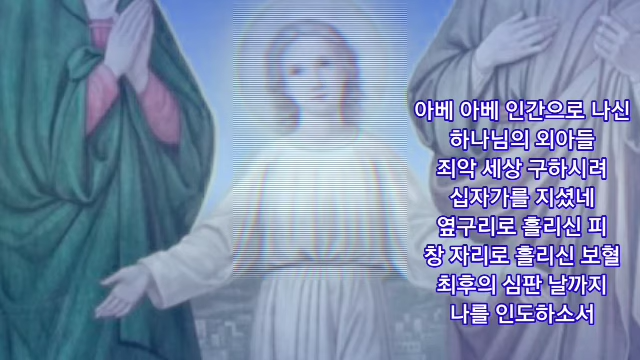 아베 아베 인간으로 나신
하나님의 외아들
죄악 세상 구하시려
십자가를 지셨네
옆구리로 흘리신 피
창 자리로 흘리신 보혈
최후의 심판 날까지
나를 인도하소서